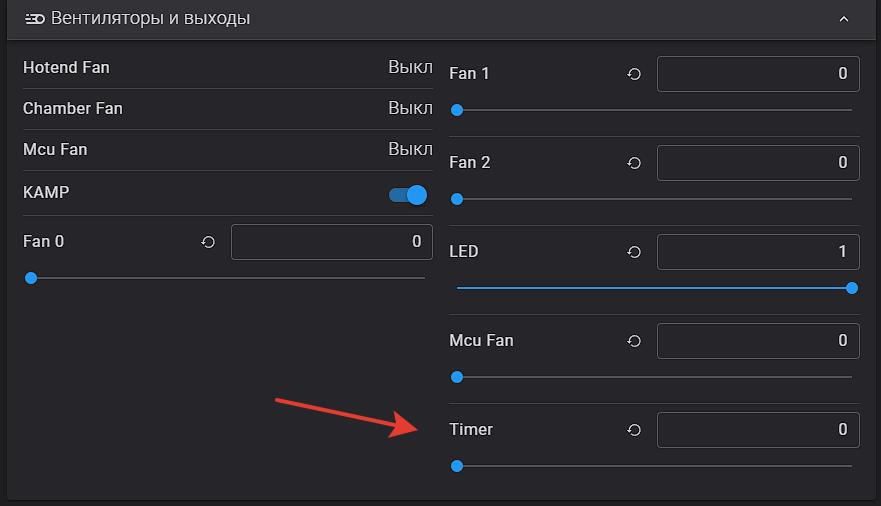 Вентиляторы и выходы
Hotend Fan Выкл
Chamber Fan Выкл
Mcu Fan Выкл
KAMP
Fan 0 0
Fan 1 0
Fan 2 0
LED 1
Mcu Fan 0
Timer 0